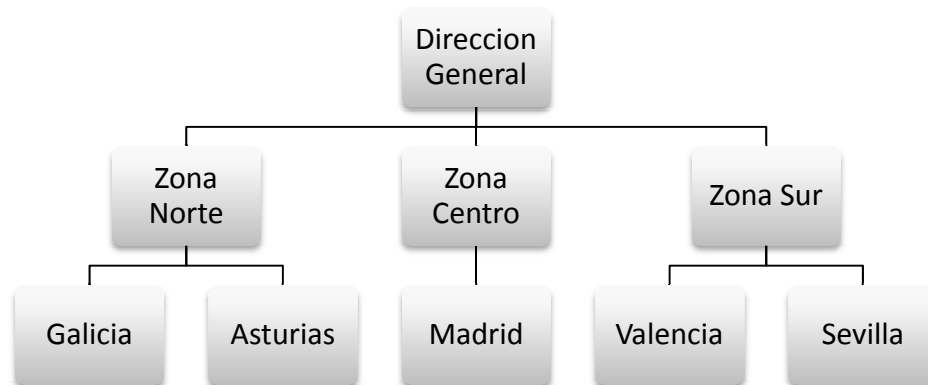 Direccion
General
Zona
Norte
Zona
Centro
Zona Sur
Galicia
Asturias
Madrid
Valencia
Sevilla